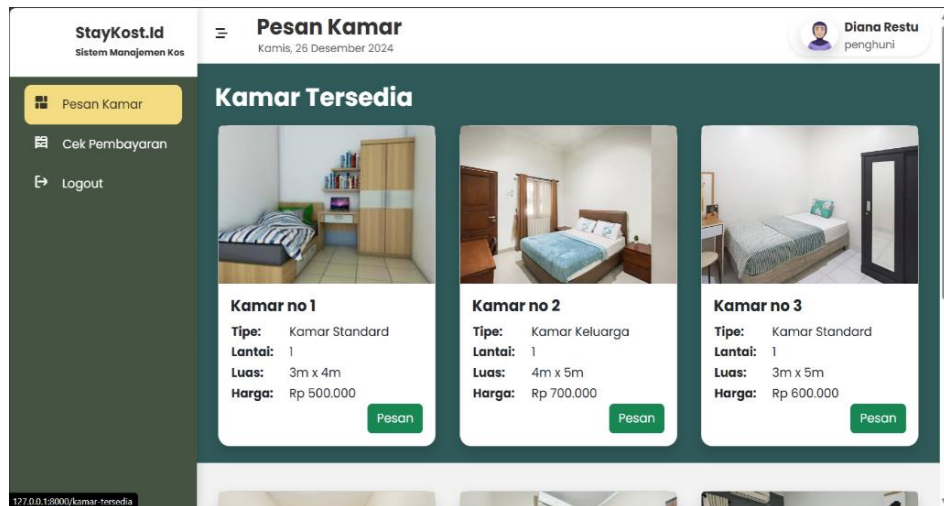 StayKost.Id
Sistem Manajemen Kos
Pesan Kamar
Kamis, 26 Desember 2024
Diana Restu
penghuni
Pesan Kamar
Cek Pembayaran
Logout
Kamar Tersedia
Kamar no 1
Tipe: Kamar Standard
Lantai: 1
Luas: 3m x 4m
Harga: Rp 500.000
Pesan
Kamar no 2
Tipe: Kamar Keluarga
Lantai: 1
Luas: 4m x 5m
Harga: Rp 700.000
Pesan
Kamar no 3
Tipe: Kamar Standard
Lantai: 1
Luas: 3m x 5m
Harga: Rp 600.000
Pesan
127.0.0.1:8000/kamar-tersedia